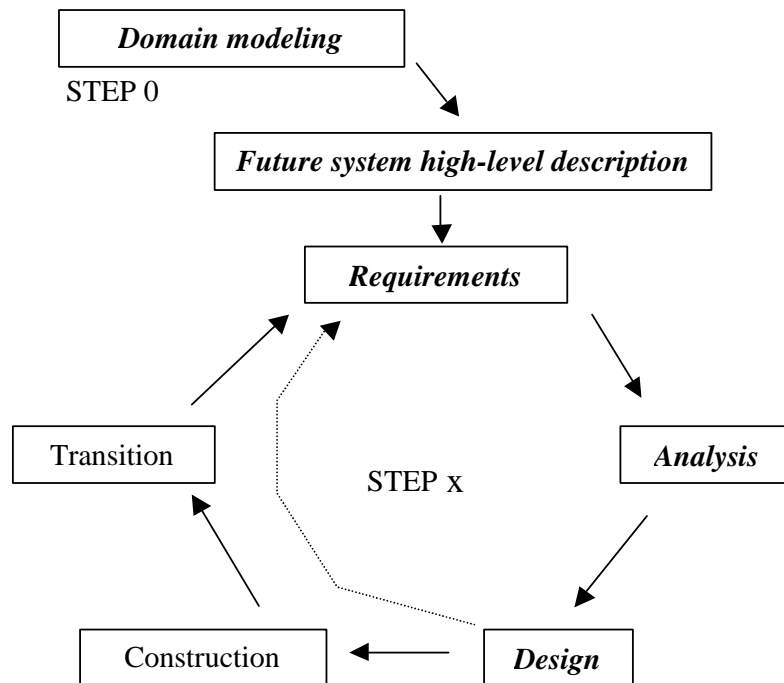 Domain modeling
STEP 0
Future system high-level description
Requirements
Transition
Analysis
STEP x
Construction
Design